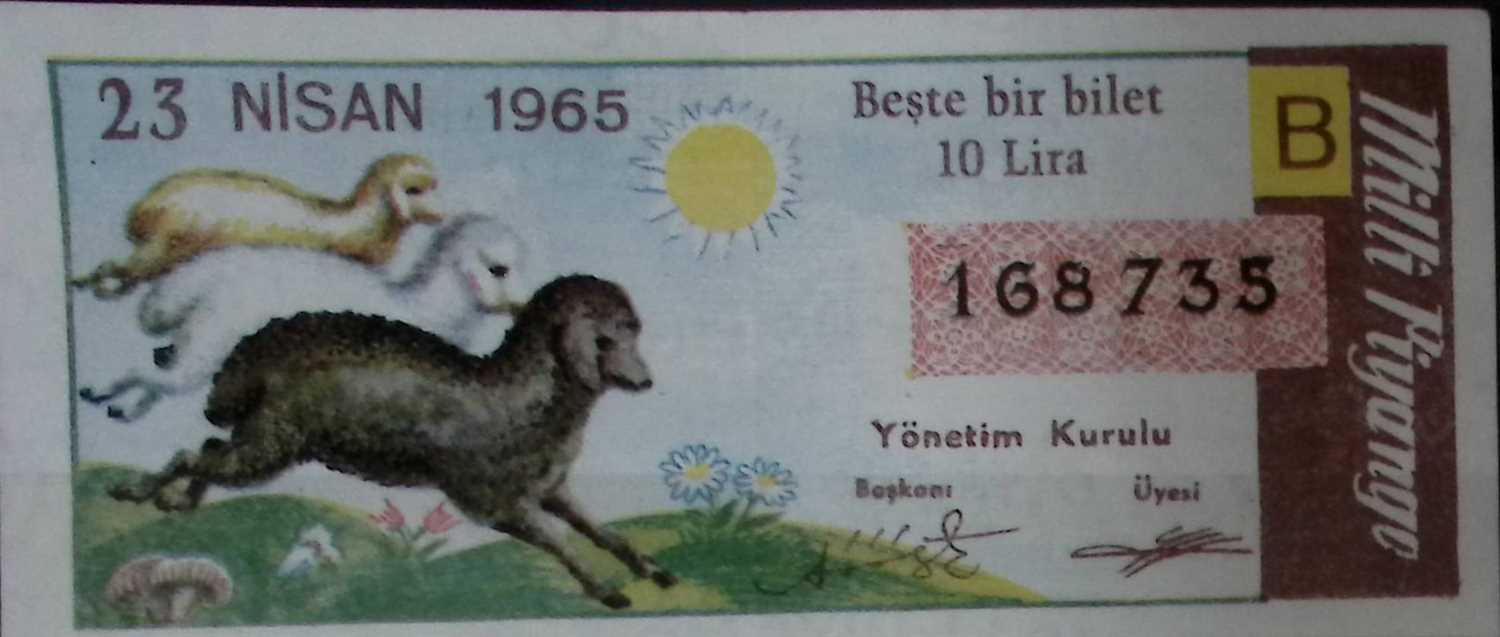 23 NİSAN 1965
Beşte bir bilet
10 Lira
B
168735
Yönetim Kurulu
Başkanı Üyesi
Milli Piyango